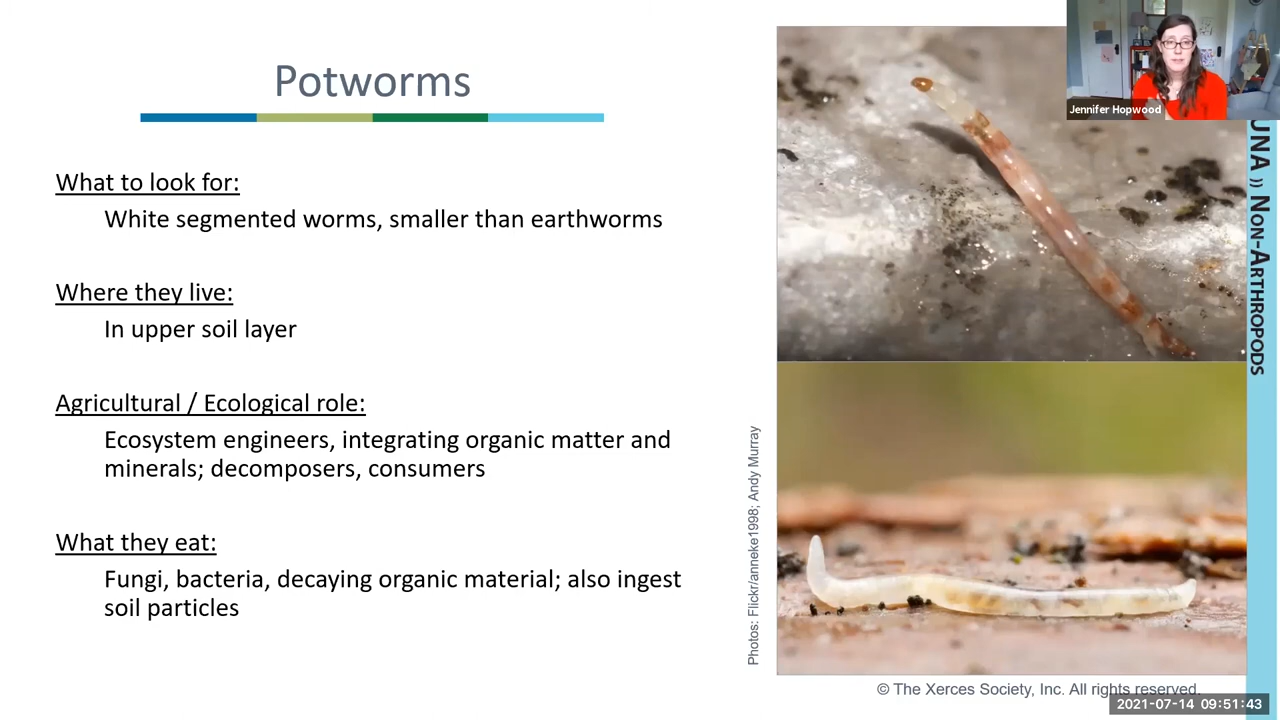 Potworms
What to look for:
White segmented worms, smaller than earthworms
Where they live:
In upper soil layer
Agricultural / Ecological role:
Ecosystem engineers, integrating organic matter and
minerals; decomposers, consumers
What they eat:
Fungi, bacteria, decaying organic material; also ingest
soil particles
Photos: Flickr/anneke1998; Andy Murray
Jennifer Hopwood
» NON-ARTHROPODS
© The Xerces Society, Inc. All rights reserved.
2021-07-14 09:51:43